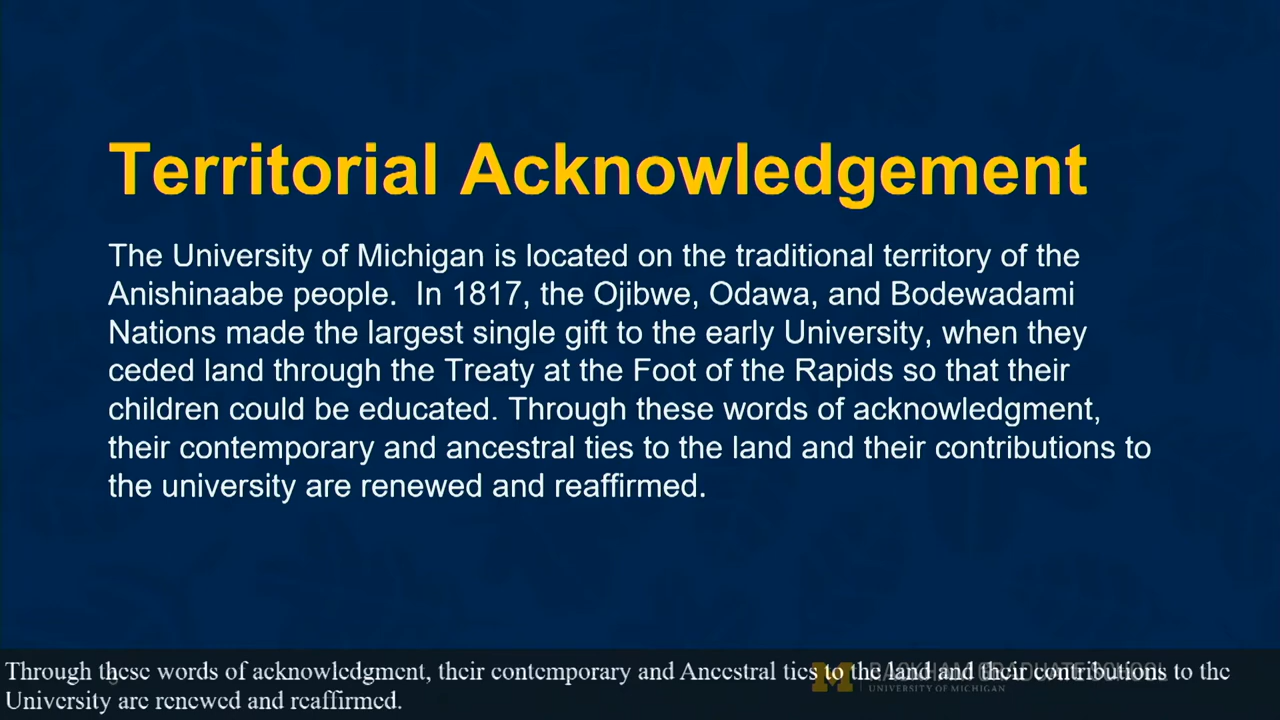 Territorial Acknowledgement
The University of Michigan is located on the traditional territory of the
Anishinaabe people.  In 1817, the Ojibwe, Odawa, and Bodewadami
Nations made the largest single gift to the early University, when they
ceded land through the Treaty at the Foot of the Rapids so that their
children could be educated. Through these words of acknowledgment,
their contemporary and ancestral ties to the land and their contributions to
the university are renewed and reaffirmed.
Through these words of acknowledgment, their contemporary and Ancestral ties to the land and their contributions to the
University are renewed and reaffirmed.
M RACKHAM GRADUATE SCHOOL
UNIVERSITY OF MICHIGAN